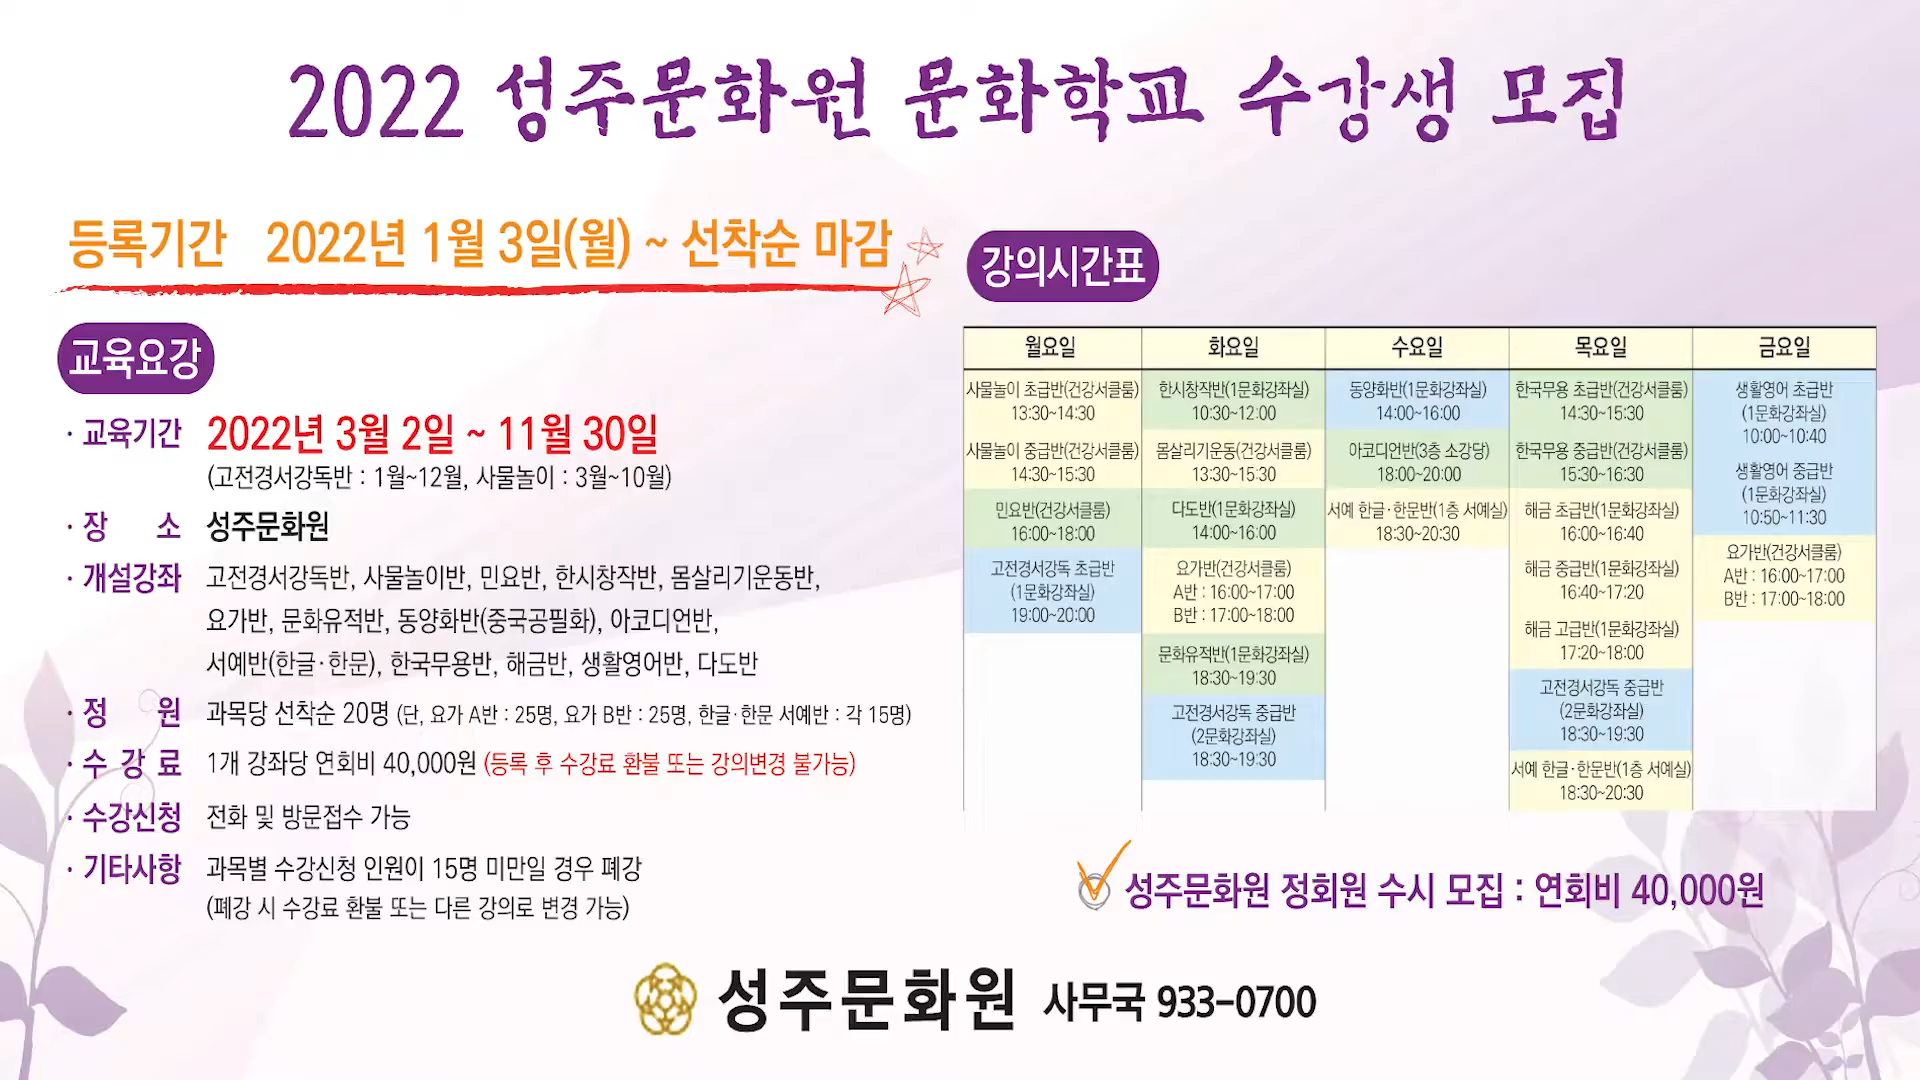 2022 성주문화원 문화학교 수강생 모집
등록기간 2022년 1월 3일(월) ~ 선착순 마감
교육요강
· 교육기간 2022년 3월 2일 ~ 11월 30일
(고전경서강독반 : 1월~12월, 사물놀이 : 3월~10월)
· 장 소 성주문화원
· 개설강좌 고전경서강독반, 사물놀이반, 민요반, 한시창작반, 몸살리기운동반,
요가반, 문화유적반, 동양화반(중국공필화), 아코디언반,
서예반(한글·한문), 한국무용반, 해금반, 생활영어반, 다도반
· 정 원 과목당 선착순 20명 (단, 요가 A반 : 25명, 요가 B반 : 25명, 한글·한문 서예반 : 각 15명)
· 수 강 료 1개 강좌당 연회비 40,000원 (등록 후 수강료 환불 또는 강의변경 불가능)
· 수강신청 전화 및 방문접수 가능
· 기타사항 과목별 수강신청 인원이 15명 미만일 경우 폐강
(폐강 시 수강료 환불 또는 다른 강의로 변경 가능)
강의시간표
월요일
사물놀이 초급반(건강서클룸)
13:30~14:30
사물놀이 중급반(건강서클룸)
14:30~15:30
민요반(건강서클룸)
16:00~18:00
고전경서강독 초급반
(1문화강좌실)
19:00~20:00
화요일
한시창작반(1문화강좌실)
10:30~12:00
몸살리기운동(건강서클룸)
13:30~15:30
다도반(1문화강좌실)
14:00~16:00
요가반(건강서클룸)
A반 : 16:00~17:00
B반 : 17:00~18:00
문화유적반(1문화강좌실)
18:30~19:30
고전경서강독 중급반
(2문화강좌실)
18:30~19:30
수요일
동양화반(1문화강좌실)
14:00~16:00
아코디언반(3층 소강당)
18:00~20:00
서예 한글·한문반(1층 서예실)
18:30~20:30
목요일
한국무용 초급반(건강서클룸)
14:30~15:30
한국무용 중급반(건강서클룸)
15:30~16:30
해금 초급반(1문화강좌실)
16:00~16:40
해금 중급반(1문화강좌실)
16:40~17:20
해금 고급반(1문화강좌실)
17:20~18:00
고전경서강독 중급반
(2문화강좌실)
18:30~19:30
서예 한글·한문반(1층 서예실)
18:30~20:30
금요일
생활영어 초급반
(1문화강좌실)
10:00~10:40
생활영어 중급반
(1문화강좌실)
10:50~11:30
요가반(건강서클룸)
A반 : 16:00~17:00
B반 : 17:00~18:00
성주문화원 정회원 수시 모집 : 연회비 40,000원
성주문화원 사무국 933-0700